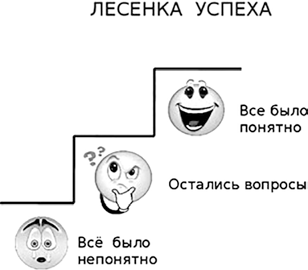 ЛЕСЕНКА УСПЕХА
Все было
понятно
??
Остались вопросы
Всё было
непонятно